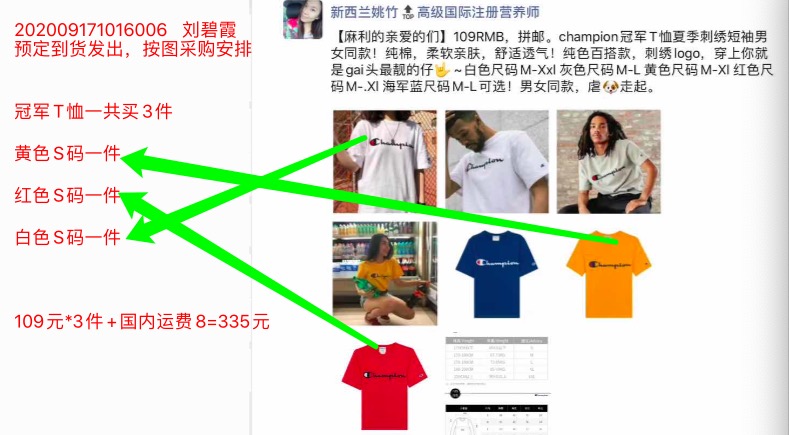 202009171016006 刘碧霞
预定到货发出，按图采购安排
冠军T恤一共买3件
黄色S码一件
红色S码一件
白色S码一件
109元*3件+国内运费8=335元
新西兰姚竹🔝高级国际注册营养师
【麻利的亲爱的们】109RMB，拼邮。champion冠军T恤夏季刺绣短袖男
女同款！纯棉，柔软亲肤，舒适透气！纯色百搭款，刺绣logo，穿上你就
是gai头最靓的仔🤟~白色尺码M-Xxl 灰色尺码M-L 黄色尺码M-Xl 红色尺
码M-.Xl 海军蓝尺码M-L可选！男女同款，虐🐶走起。
Champion
Champion
Champion
Champion
Champion
Champion
Champion